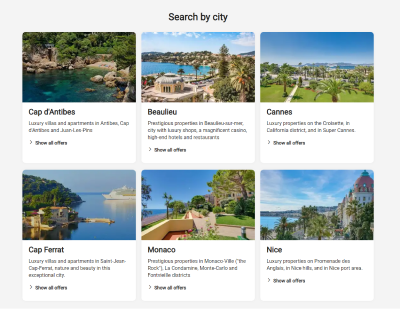 Search by city
Cap d'Antibes
Luxury villas and apartments in Antibes, Cap
d'Antibes and Juan-Les-Pins
Show all offers
Beaulieu
Prestigious properties in Beaulieu-sur-mer,
city with luxury shops, a magnificent casino,
high-end hotels and restaurants.
Show all offers
Cannes
Luxury properties on the Croisette, in
California district, and in Super Cannes.
Show all offers
Cap Ferrat
Luxury villas and apartments in Saint-Jean-
Cap-Ferrat, nature and beauty in this
exceptional city.
Show all offers
Monaco
Prestigious properties in Monaco-Ville ("the
Rock"), La Condamine, Monte-Carlo and
Fontvieille districts
Show all offers
Nice
Luxury properties on Promenade des
Anglais, in Nice hills, and in Nice port area.
Show all offers